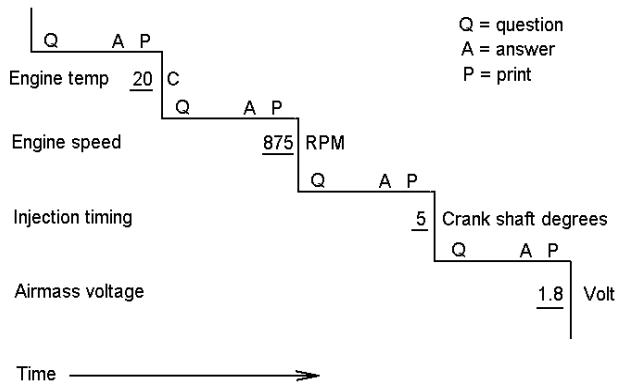 Q = question
A = answer
P = print
Q A P
Engine temp 20 C
Q A P
Engine speed 875 RPM
Q A P
Injection timing 5 Crank shaft degrees
Q A P
Airmass voltage 1.8 Volt
Time